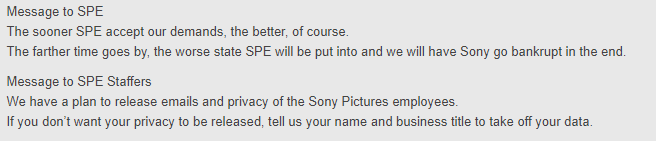 Message to SPE
The sooner SPE accept our demands, the better, of course.
The farther time goes by, the worse state SPE will be put into and we will have Sony go bankrupt in the end.
Message to SPE Staffers
We have a plan to release emails and privacy of the Sony Pictures employees.
If you don’t want your privacy to be released, tell us your name and business title to take off your data.